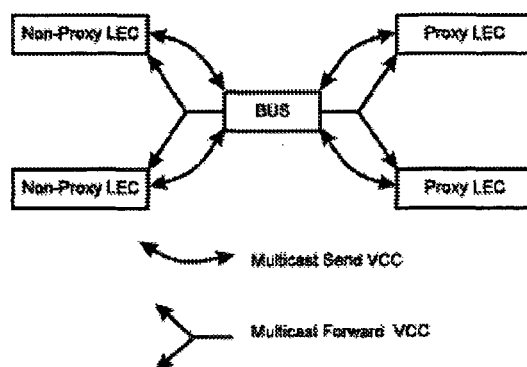 Non-Proxy LEC
Proxy LEC
BUS
Non-Proxy LEC
Proxy LEC
Multicast Send VCC
Multicast Forward VCC